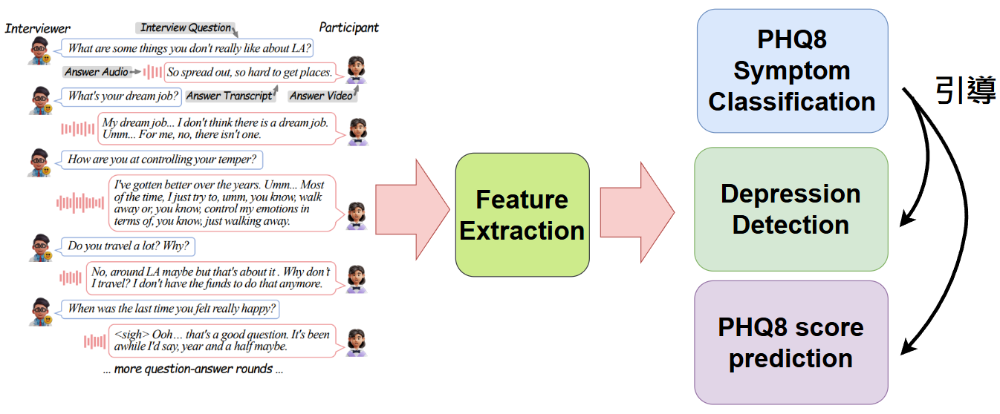 Interviewer
Interview Question
Participant
What are some things you don't really like about LA?
Answer Audio
So spread out, so hard to get places.
What's your dream job?
Answer Transcript
Answer Video
My dream job... I don't think there is a dream job.
Umm... For me, no, there isn't one.
How are you at controlling your temper?
I've gotten better over the years. Umm... Most
of the time, I just try to, umm, you know, walk
away or, you know, control my emotions in
terms of, you know, just walking away.
Do you travel a lot? Why?
No, around LA maybe but that's about it . Why don't
I travel? I don't have the funds to do that anymore.
When was the last time you felt really happy?
<sigh> Ooh... that's a good question. It's been
awhile I'd say, year and a half maybe.
... more question-answer rounds ...
Feature
Extraction
PHQ8
Symptom
Classification
引導
Depression
Detection
PHQ8 score
prediction